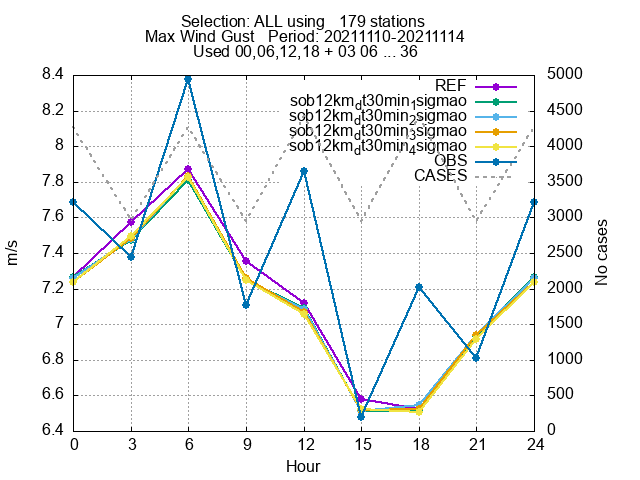 Selection: ALL using 179 stations
Max Wind Gust Period: 20211110-20211114
Used 00,06,12,18 + 03 06 ... 36
REF
sob12km_dt30min_1sigmao
sob12km_dt30min_2sigmao
sob12km_dt30min_3sigmao
sob12km_dt30min_4sigmao
OBS
CASES
8.4
8.2
8
7.8
7.6
7.4
7.2
7
6.8
6.6
6.4
m/s
5000
4500
4000
3500
3000
2500
2000
1500
1000
500
0
No cases
0 3 6 9 12 15 18 21 24
Hour